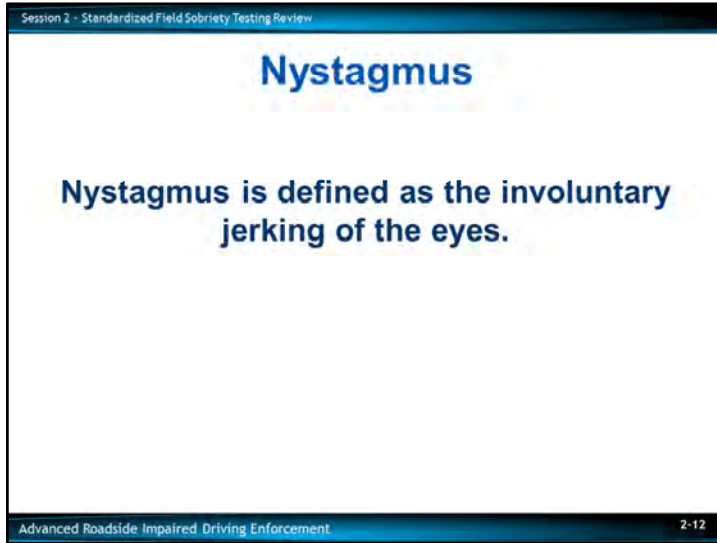 Session 2 - Standardized Field Sobriety Testing Review
Nystagmus
Nystagmus is defined as the involuntary
jerking of the eyes.
Advanced Roadside Impaired Driving Enforcement
2-12